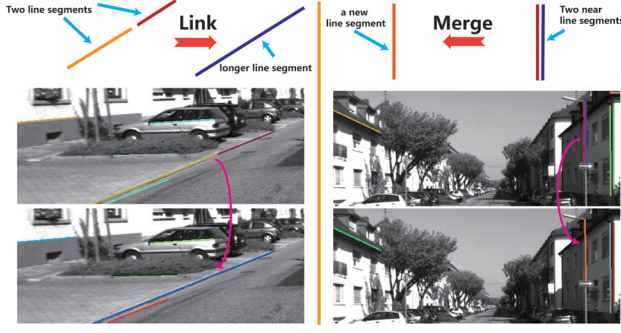 Two line segments
Link
longer line segment
a new
line segment
Merge
Two near
line segments